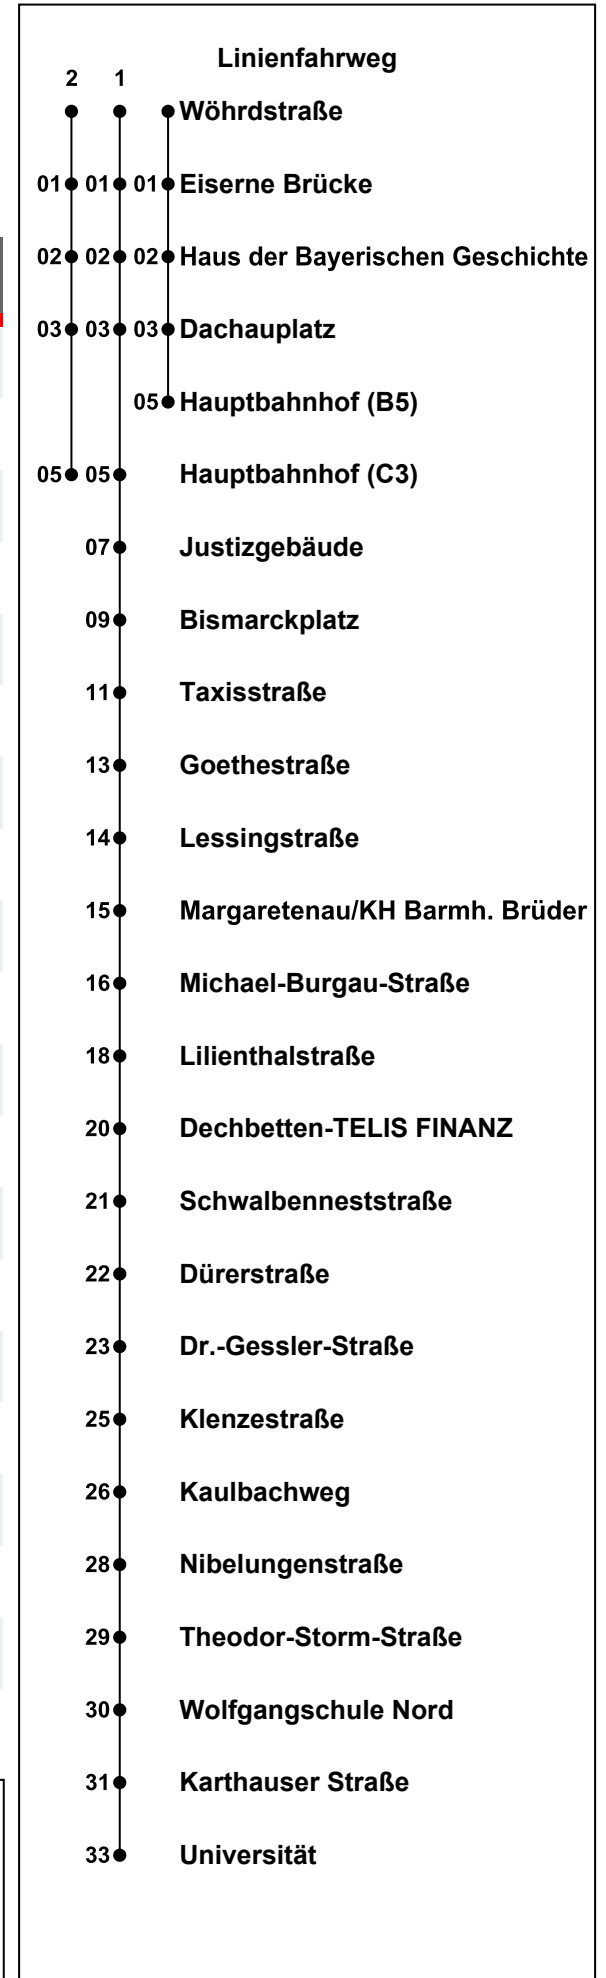 Linienfahrweg
2 1
Wöhrdstraße
01 01 01 Eiserne Brücke
02 02 02 Haus der Bayerischen Geschichte
03 03 03 Dachauplatz
05 Hauptbahnhof (B5)
05 05 Hauptbahnhof (C3)
07 Justizgebäude
09 Bismarckplatz
11 Taxisstraße
13 Goethestraße
14 Lessingstraße
15 Margaretenau/KH Barmh. Brüder
16 Michael-Burgau-Straße
18 Lilienthalstraße
20 Dechbetten-TELIS FINANZ
21 Schwalbenneststraße
22 Dürerstraße
23 Dr.-Gessler-Straße
25 Klenzestraße
26 Kaulbachweg
28 Nibelungenstraße
29 Theodor-Storm-Straße
30 Wolfgangschule Nord
31 Karthauser Straße
33 Universität